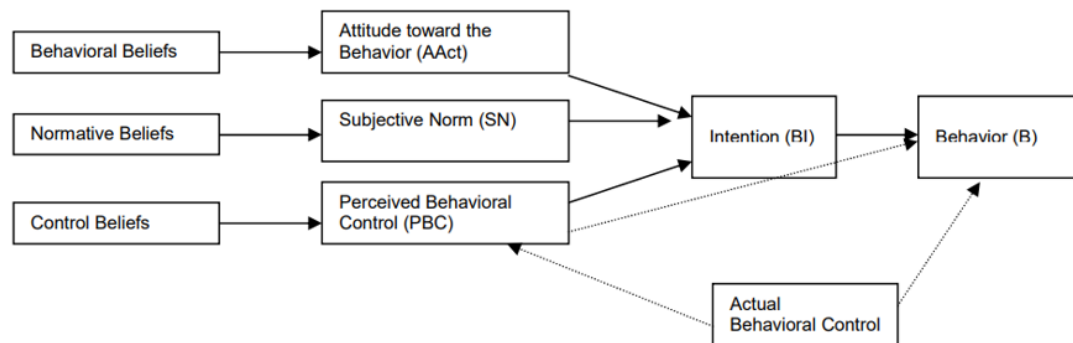 Behavioral Beliefs
Attitude toward the
Behavior (AAct)
Normative Beliefs
Subjective Norm (SN)
Control Beliefs
Perceived Behavioral
Control (PBC)
Intention (BI)
Behavior (B)
Actual
Behavioral Control